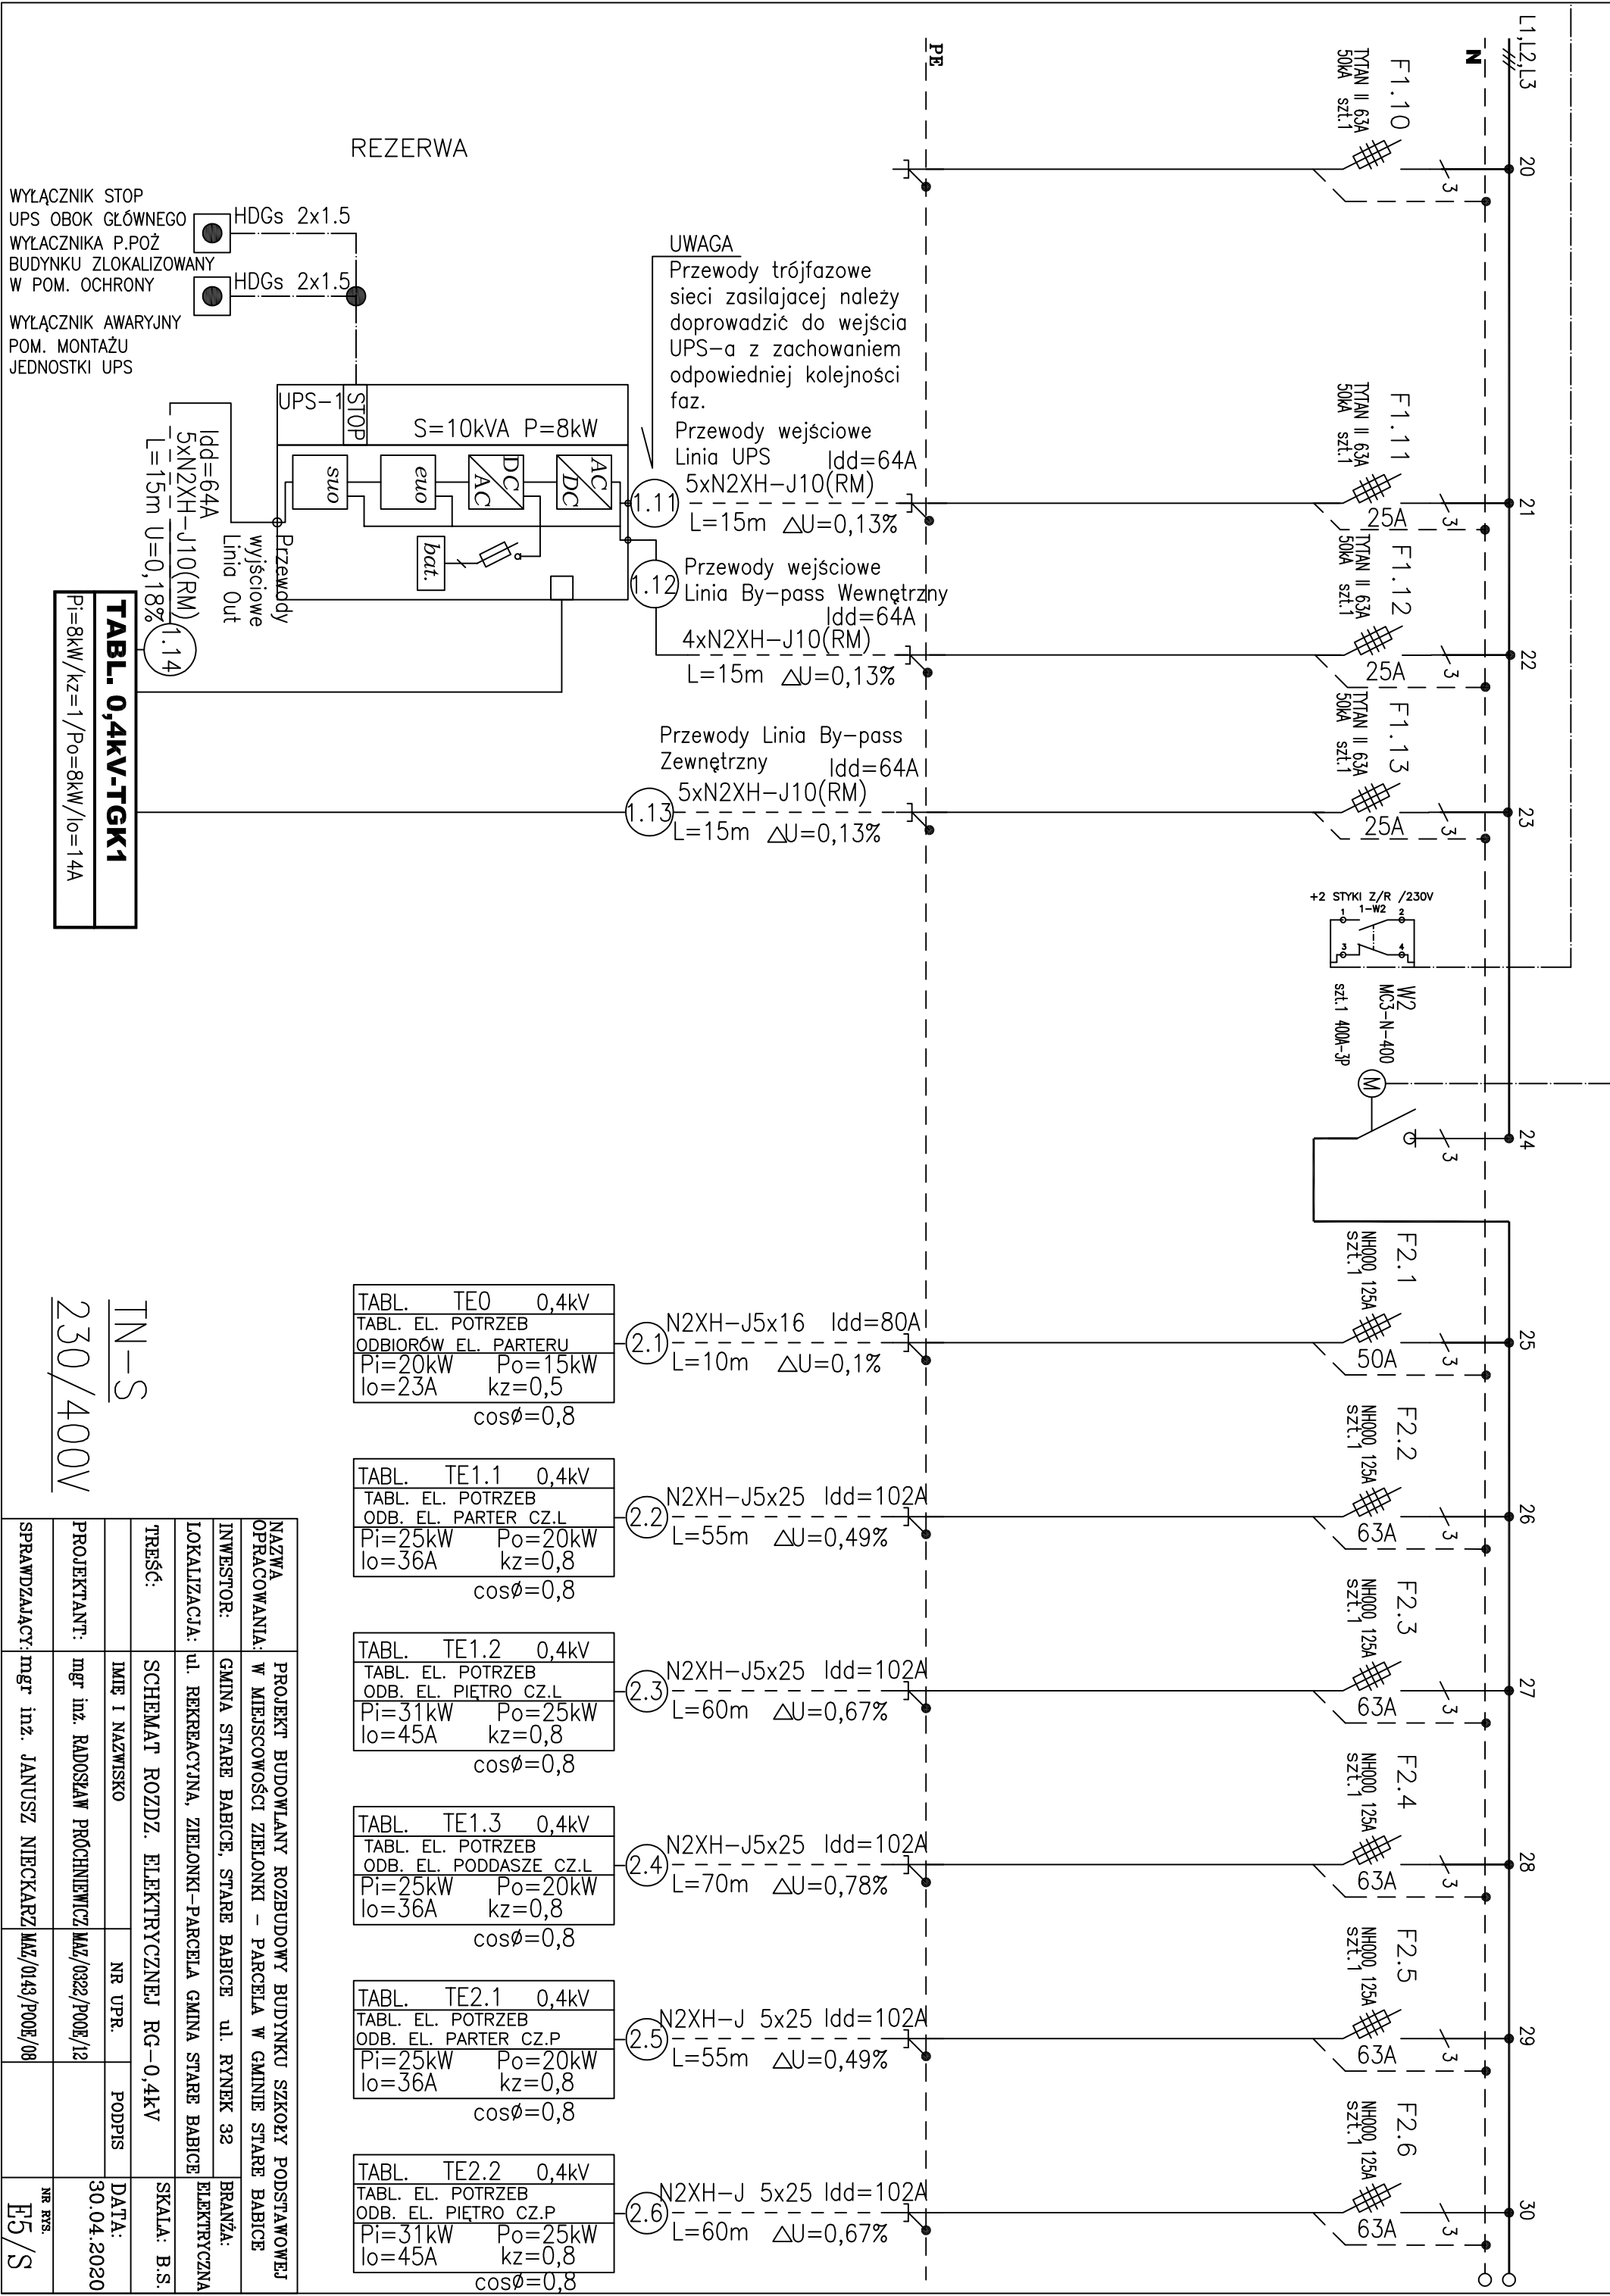 L1,L2,L3
N
PE
F1.10
TYTAN II 63A
50kA szt.1
3
20
REZERWA
WYŁĄCZNIK STOP
UPS OBOK GŁÓWNEGO
WYŁĄCZNIKA P.POŻ
BUDYNKU ZLOKALIZOWANY
W POM. OCHRONY
HDGs 2x1.5
HDGs 2x1.5
WYŁĄCZNIK AWARYJNY
POM. MONTAŻU
JEDNOSTKI UPS
UWAGA
Przewody trójfazowe
sieci zasilajacej należy
doprowadzić do wejścia
UPS-a z zachowaniem
odpowiedniej kolejności
faz.
UPS-1
STOP
S=10kVA P=8kW
suo
euo
DC
AC
AC
DC
bat.
Przewody wejściowe
Linia UPS Idd=64A
1.11
5xN2XH-J10(RM)
L=15m △U=0,13%
F1.11
TYTAN II 63A
50kA szt.1
25A
3
21
1.12
Przewody wejściowe
Linia By-pass Wewnętrzny
Idd=64A
4xN2XH-J10(RM)
L=15m △U=0,13%
F1.12
TYTAN II 63A
50kA szt.1
25A
3
22
Przewody
wyjściowe
Linia Out
Idd=64A
5xN2XH-J10(RM)
L=15m U=0,18%
1.14
TABL. 0,4kV-TGK1
Pi=8kW/kz=1/Po=8kW/Io=14A
Przewody Linia By-pass
Zewnętrzny Idd=64A
1.13
5xN2XH-J10(RM)
L=15m △U=0,13%
F1.13
TYTAN II 63A
50kA szt.1
25A
3
23
+2 STYKI Z/R /230V
1 1-W2 2
3 4
W2
MC3-N-400
szt.1 400A-3P
M
3
24
TABL. TE0 0,4kV
TABL. EL. POTRZEB
ODBIORÓW EL. PARTERU
Pi=20kW Po=15kW
Io=23A kz=0,5
cosø=0,8
2.1
N2XH-J5x16 Idd=80A
L=10m △U=0,1%
F2.1
NH000 125A
szt.1
50A
3
25
TABL. TE1.1 0,4kV
TABL. EL. POTRZEB
ODB. EL. PARTER CZ.L
Pi=25kW Po=20kW
Io=36A kz=0,8
cosø=0,8
2.2
N2XH-J5x25 Idd=102A
L=55m △U=0,49%
F2.2
NH000 125A
szt.1
63A
3
26
TABL. TE1.2 0,4kV
TABL. EL. POTRZEB
ODB. EL. PIĘTRO CZ.L
Pi=31kW Po=25kW
Io=45A kz=0,8
cosø=0,8
2.3
N2XH-J5x25 Idd=102A
L=60m △U=0,67%
F2.3
NH000 125A
szt.1
63A
3
27
TABL. TE1.3 0,4kV
TABL. EL. POTRZEB
ODB. EL. PODDASZE CZ.L
Pi=25kW Po=20kW
Io=36A kz=0,8
cosø=0,8
2.4
N2XH-J5x25 Idd=102A
L=70m △U=0,78%
F2.4
NH000 125A
szt.1
63A
3
28
TABL. TE2.1 0,4kV
TABL. EL. POTRZEB
ODB. EL. PARTER CZ.P
Pi=25kW Po=20kW
Io=36A kz=0,8
cosø=0,8
2.5
N2XH-J 5x25 Idd=102A
L=55m △U=0,49%
F2.5
NH000 125A
szt.1
63A
3
29
TABL. TE2.2 0,4kV
TABL. EL. POTRZEB
ODB. EL. PIĘTRO CZ.P
Pi=31kW Po=25kW
Io=45A kz=0,8
cosø=0,8
2.6
N2XH-J 5x25 Idd=102A
L=60m △U=0,67%
F2.6
NH000 125A
szt.1
63A
3
30
TN-S
230/400V
NAZWA
OPRACOWANIA:
PROJEKT BUDOWLANY ROZBUDOWY BUDYNKU SZKOŁY PODSTAWOWEJ
W MIEJSCOWOŚCI ZIELONKI - PARCELA W GMINIE STARE BABICE
INWESTOR: GMINA STARE BABICE, STARE BABICE ul. RYNEK 32
BRANŻA:
ELEKTRYCZNA
LOKALIZACJA: ul. REKREACYJNA, ZIELONKI-PARCELA GMINA STARE BABICE
TREŚĆ: SCHEMAT ROZDZ. ELEKTRYCZNEJ RG-0,4kV
SKALA: B.S.
IMIĘ I NAZWISKO NR UPR. PODPIS
DATA:
30.04.2020
PROJEKTANT: mgr inż. RADOSŁAW PRÓCHNIEWICZ MAZ/0322/POOE/12
SPRAWDZAJĄCY: mgr inż. JANUSZ NIECKARZ MAZ/0143/POOE/08
NR RYS.
E5/S